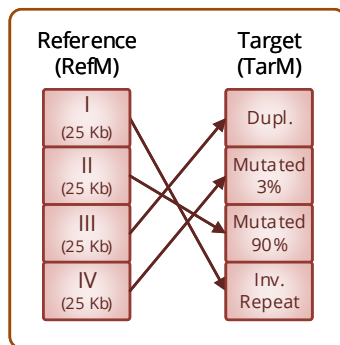 Reference
(RefM)
Target
(TarM)
I
(25 Kb)
II
(25 Kb)
III
(25 Kb)
IV
(25 Kb)
Dupl.
Mutated
3%
Mutated
90%
Inv.
Repeat